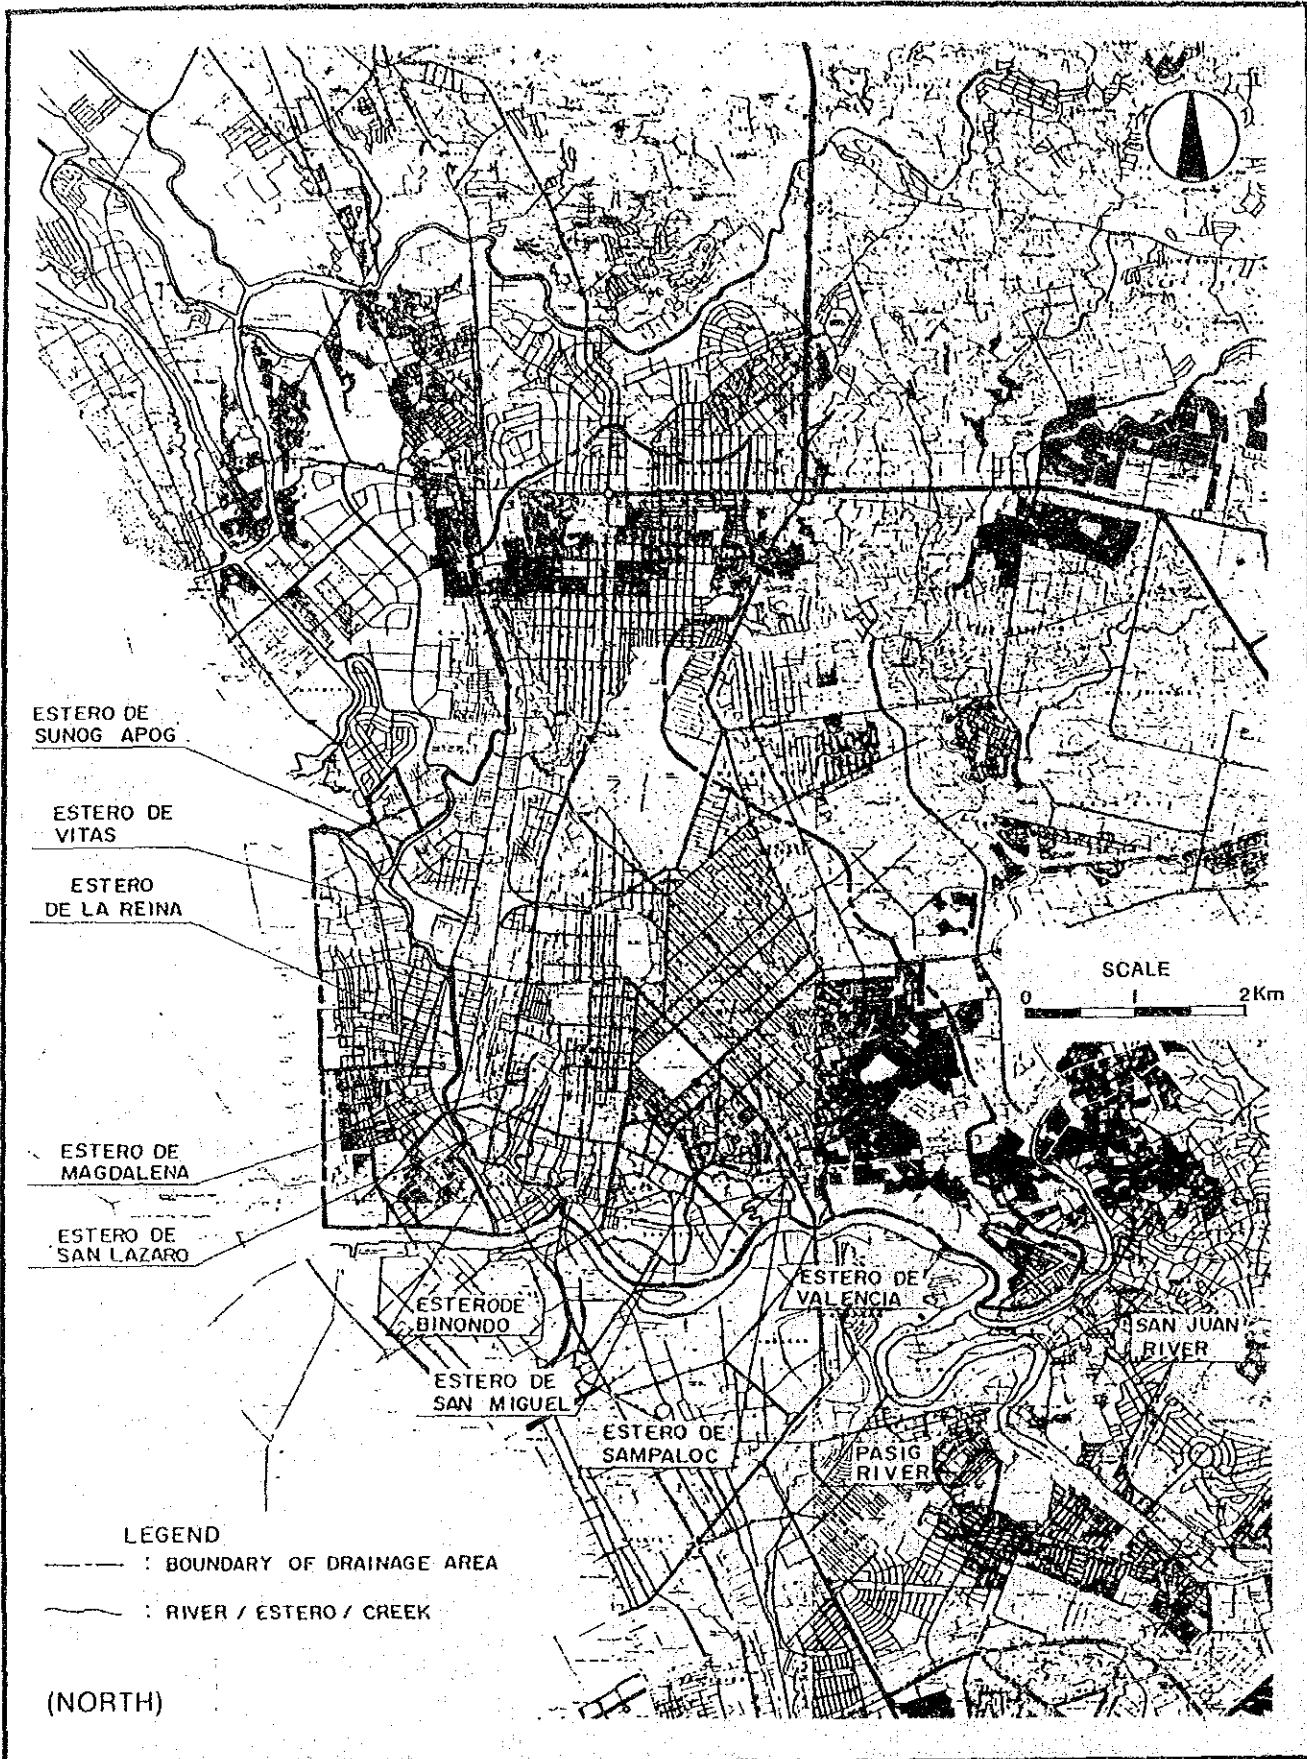 ESTERO DE
SUNOG APOG
ESTERO DE
VITAS
ESTERO
DE LA REINA
SCALE
0 1 2Km
ESTERO DE
MAGDALENA
ESTERO DE
SAN LAZARO
ESTERO DE
VALENCIA
ESTERODE
BINONDO
SAN JUAN
RIVER
ESTERO DE
SAN MIGUEL
ESTERO DE
SAMPALOC
PASIG
RIVER
LEGEND
: BOUNDARY OF DRAINAGE AREA
: RIVER / ESTERO / CREEK
(NORTH)